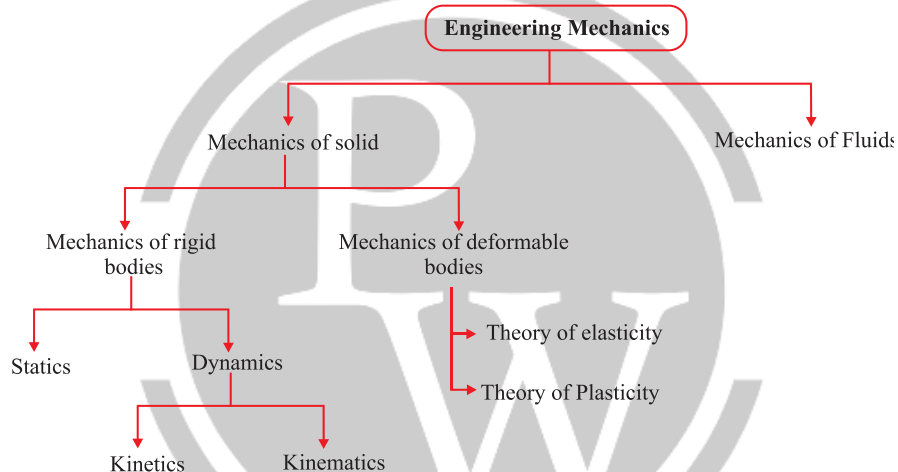 Engineering Mechanics
Mechanics of solid
Mechanics of Fluids
Mechanics of rigid
bodies
Mechanics of deformable
bodies
Theory of elasticity
Statics
Dynamics
Theory of Plasticity
Kinetics
Kinematics
PW